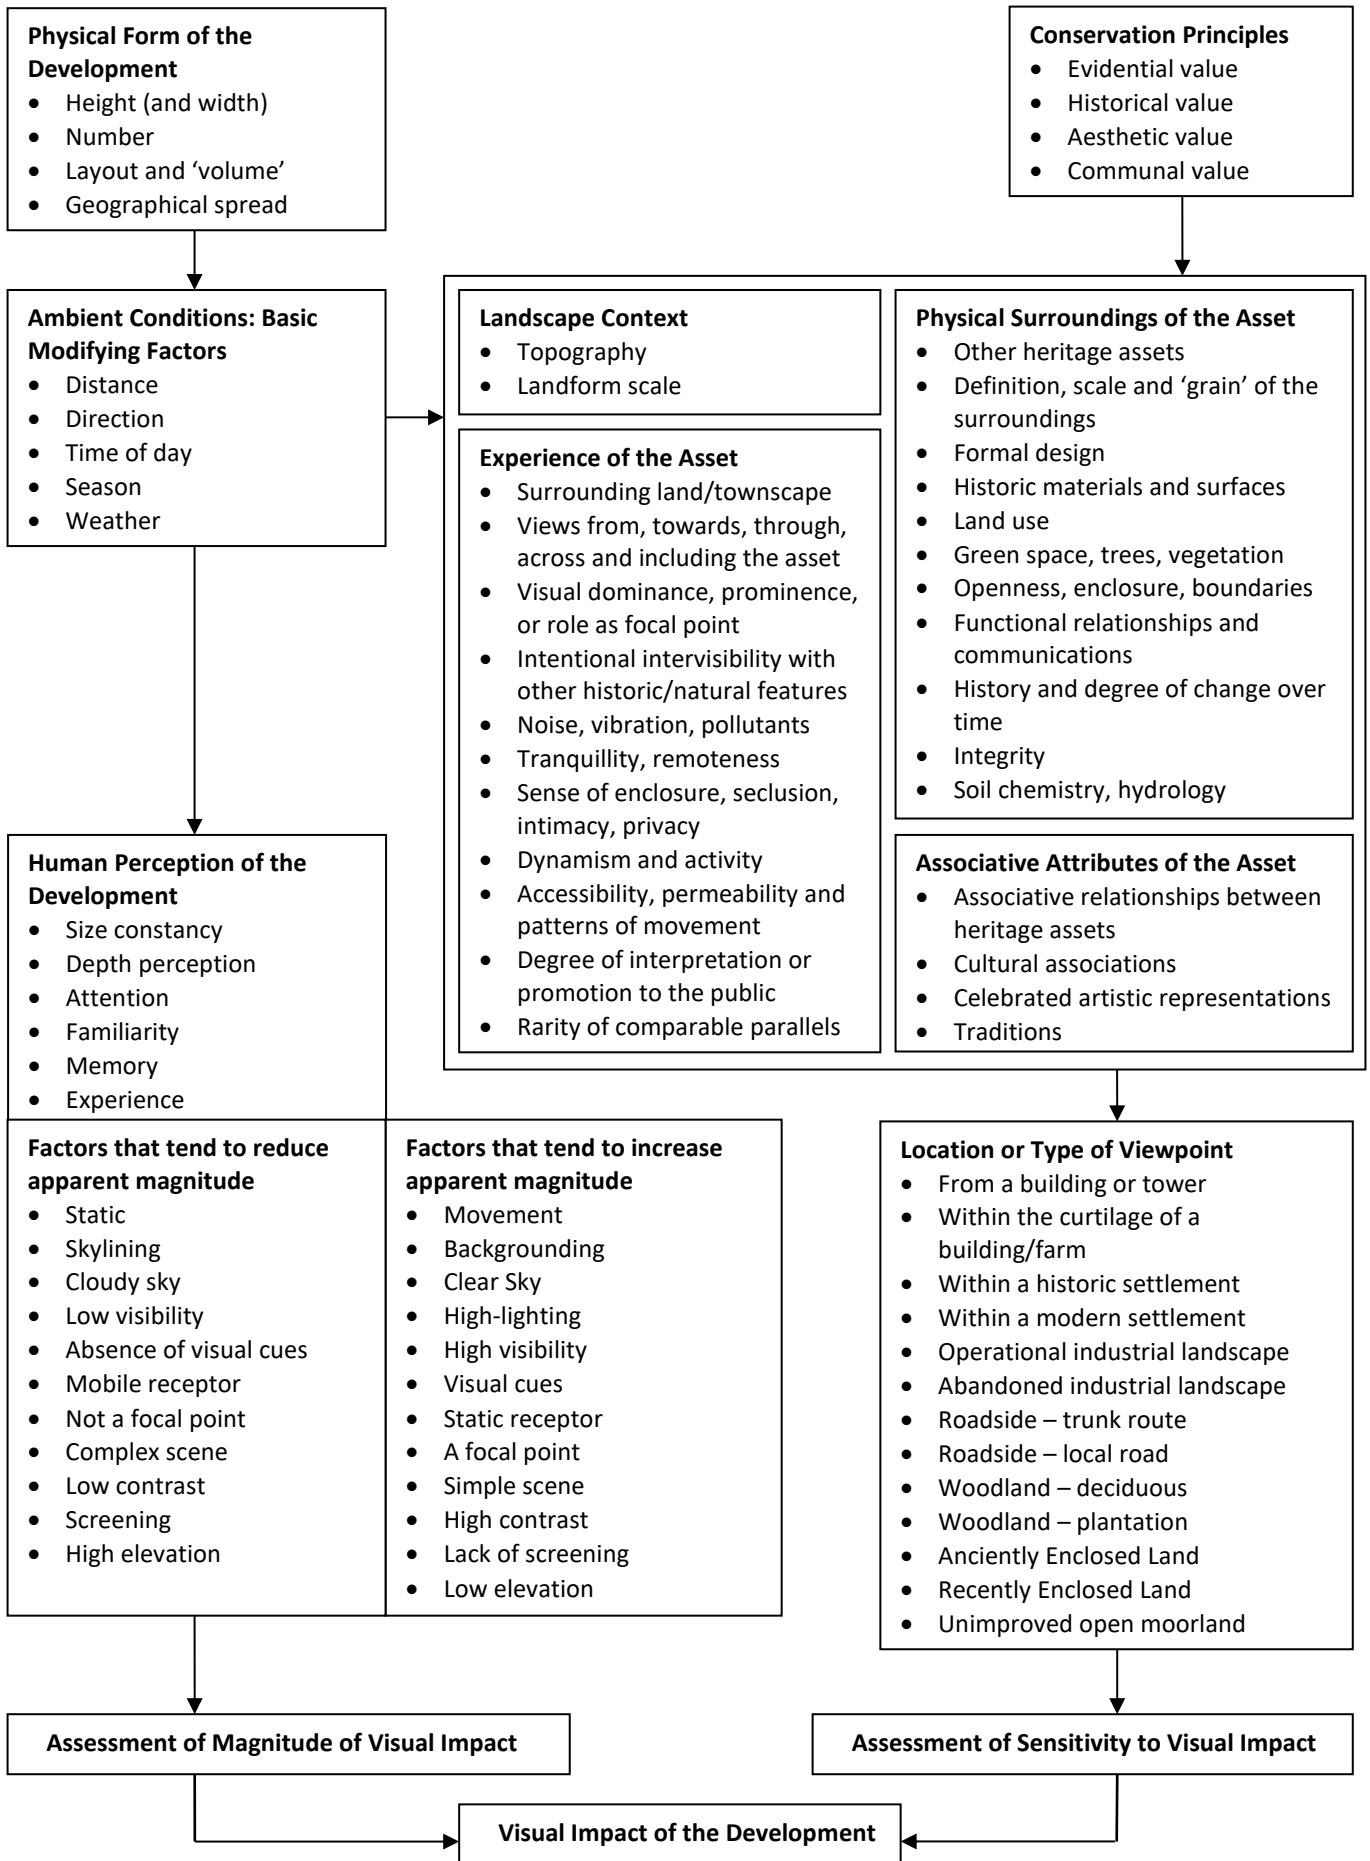 Physical Form of the
Development
• Height (and width)
• Number
• Layout and ‘volume’
• Geographical spread
Conservation Principles
• Evidential value
• Historical value
• Aesthetic value
• Communal value
Ambient Conditions: Basic
Modifying Factors
• Distance
• Direction
• Time of day
• Season
• Weather
Landscape Context
• Topography
• Landform scale
Experience of the Asset
• Surrounding land/townscape
• Views from, towards, through,
across and including the asset
• Visual dominance, prominence,
or role as focal point
• Intentional intervisibility with
other historic/natural features
• Noise, vibration, pollutants
• Tranquillity, remoteness
• Sense of enclosure, seclusion,
intimacy, privacy
• Dynamism and activity
• Accessibility, permeability and
patterns of movement
• Degree of interpretation or
promotion to the public
• Rarity of comparable parallels
Physical Surroundings of the Asset
• Other heritage assets
• Definition, scale and ‘grain’ of the
surroundings
• Formal design
• Historic materials and surfaces
• Land use
• Green space, trees, vegetation
• Openness, enclosure, boundaries
• Functional relationships and
communications
• History and degree of change over
time
• Integrity
• Soil chemistry, hydrology
Associative Attributes of the Asset
• Associative relationships between
heritage assets
• Cultural associations
• Celebrated artistic representations
• Traditions
Human Perception of the
Development
• Size constancy
• Depth perception
• Attention
• Familiarity
• Memory
• Experience
Factors that tend to reduce
apparent magnitude
• Static
• Skylining
• Cloudy sky
• Low visibility
• Absence of visual cues
• Mobile receptor
• Not a focal point
• Complex scene
• Low contrast
• Screening
• High elevation
Factors that tend to increase
apparent magnitude
• Movement
• Backgrounding
• Clear Sky
• High-lighting
• High visibility
• Visual cues
• Static receptor
• A focal point
• Simple scene
• High contrast
• Lack of screening
• Low elevation
Location or Type of Viewpoint
• From a building or tower
• Within the curtilage of a
building/farm
• Within a historic settlement
• Within a modern settlement
• Operational industrial landscape
• Abandoned industrial landscape
• Roadside – trunk route
• Roadside – local road
• Woodland – deciduous
• Woodland – plantation
• Anciently Enclosed Land
• Recently Enclosed Land
• Unimproved open moorland
Assessment of Magnitude of Visual Impact
Assessment of Sensitivity to Visual Impact
Visual Impact of the Development